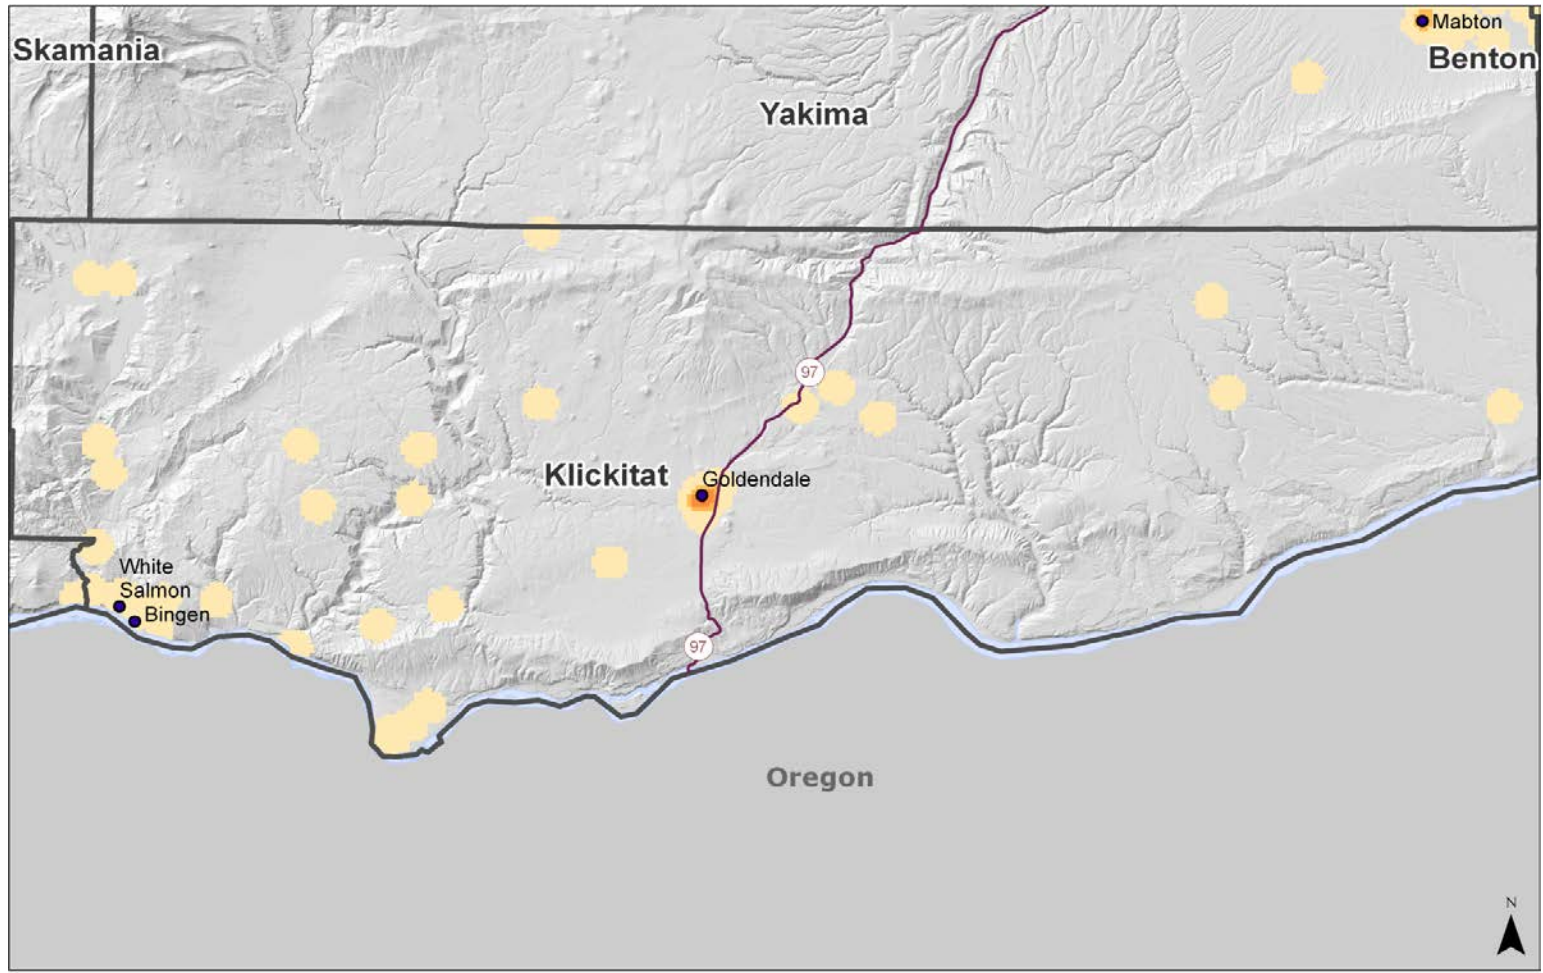 Mabton
Skamania
Benton
Yakima
97
Klickitat
Goldendale
White
Salmon
Bingen
97
Oregon
N